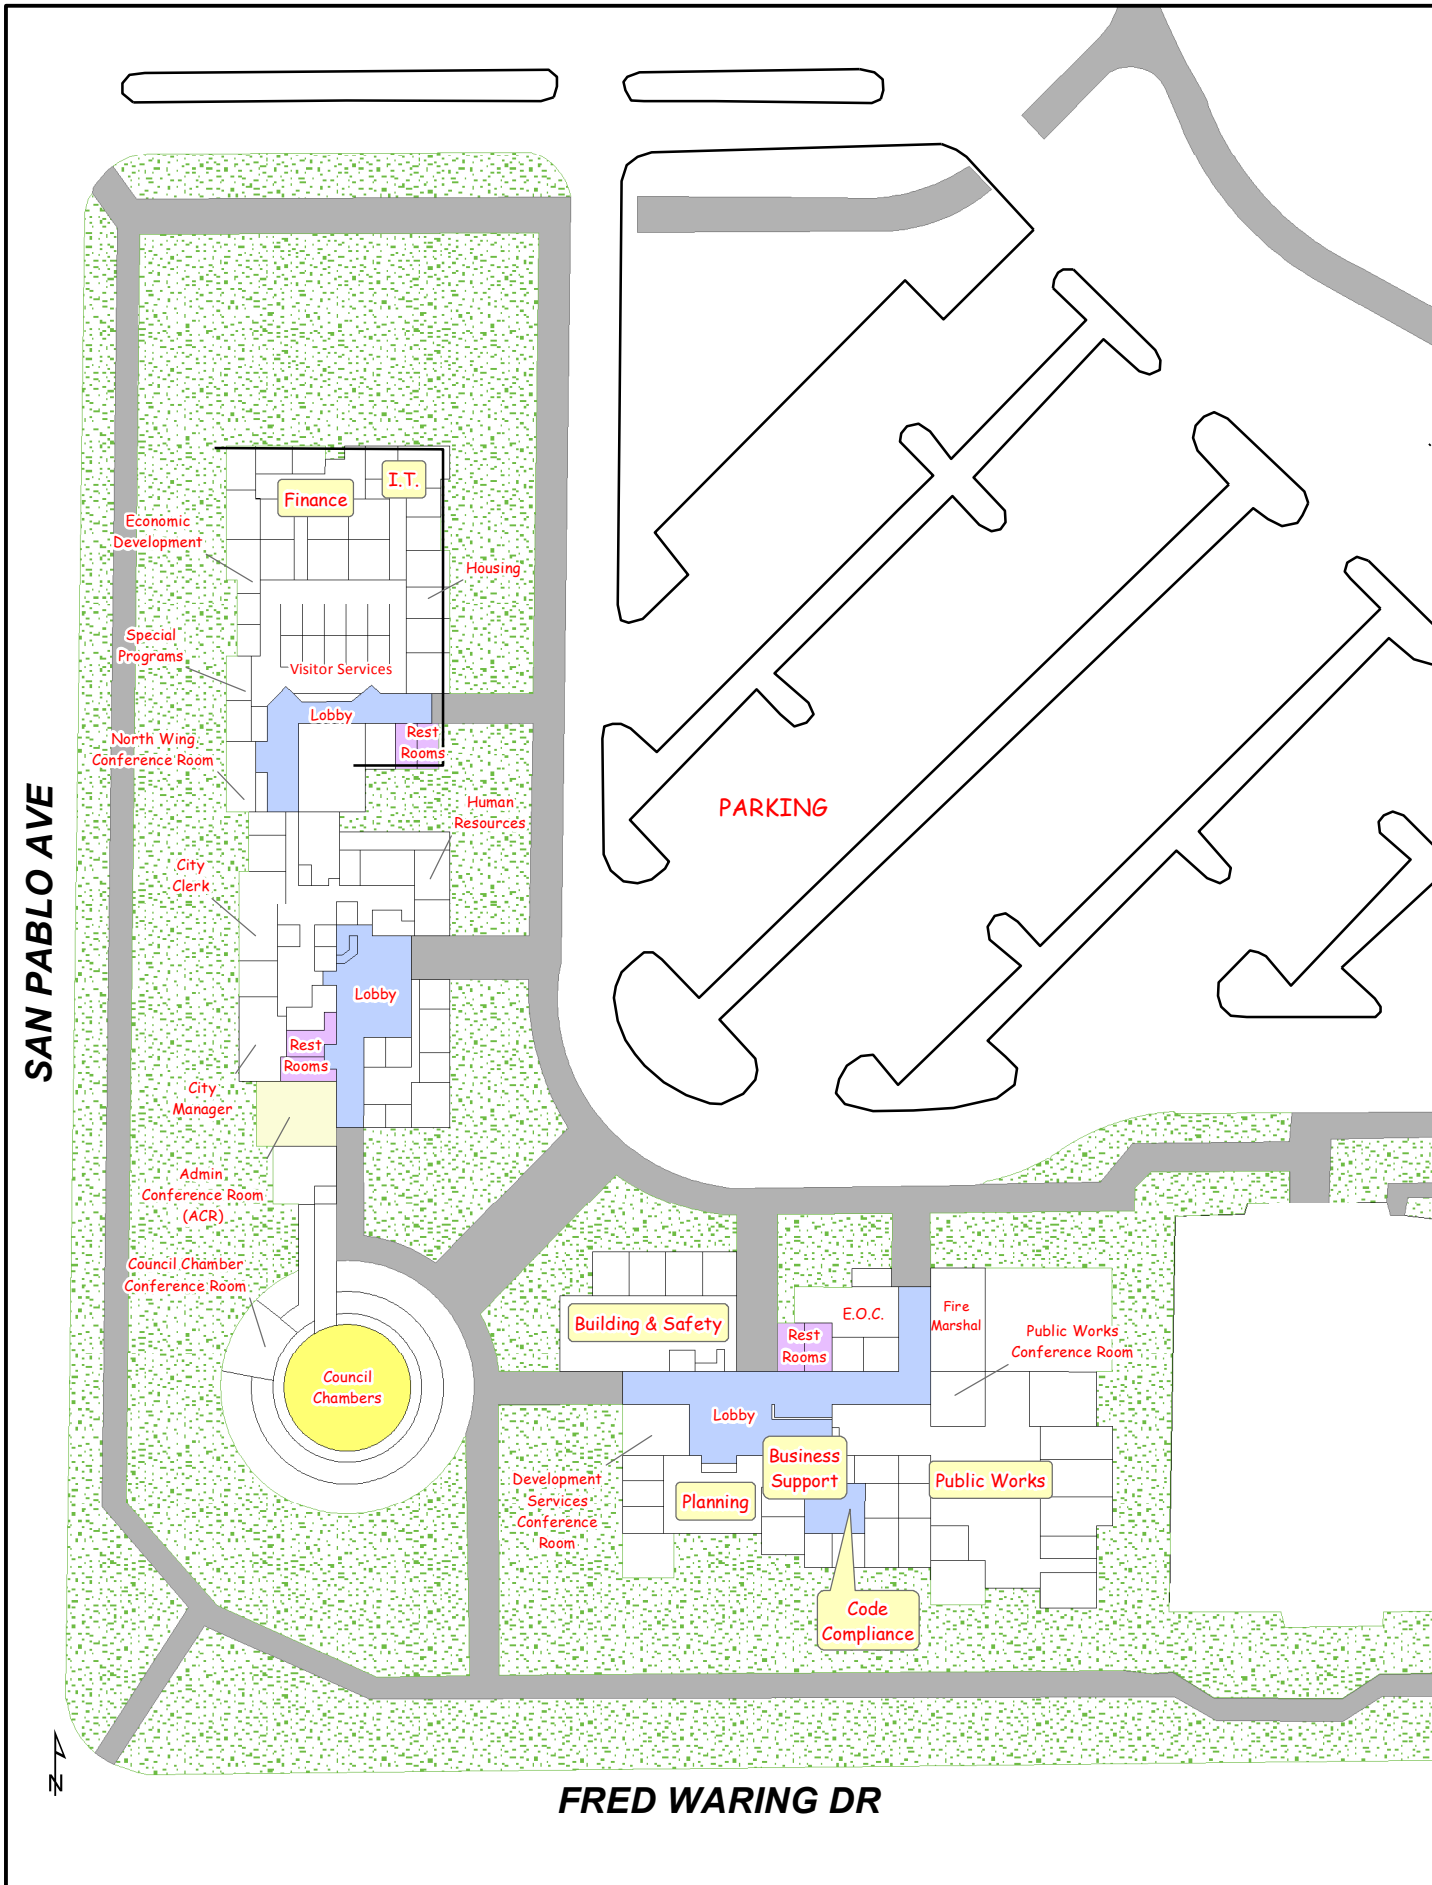 I.T.
Finance
Economic
Development
Housing
Special
Programs
Visitor Services
Lobby
North Wing
Conference Room
Rest
Rooms
Human
Resources
PARKING
SAN PABLO AVE
City
Clerk
Lobby
Rest
Rooms
City
Manager
Admin
Conference Room
(ACR)
Council Chamber
Conference Room
Council
Chambers
Building & Safety
Rest
Rooms
E.O.C.
Fire
Marshal
Public Works
Conference Room
Lobby
Business
Support
Development
Services
Conference
Room
Planning
Public Works
Code
Compliance
N
FRED WARING DR